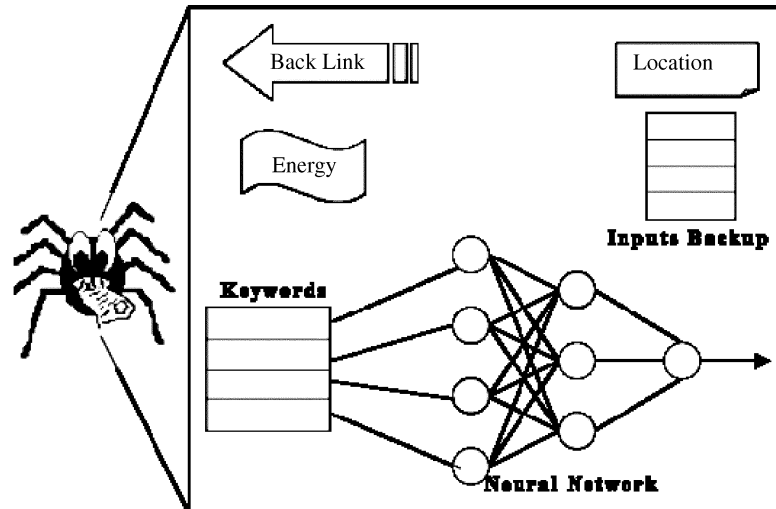 Back Link
Location
Energy
Inputs Backup
Keywords
Neural Network